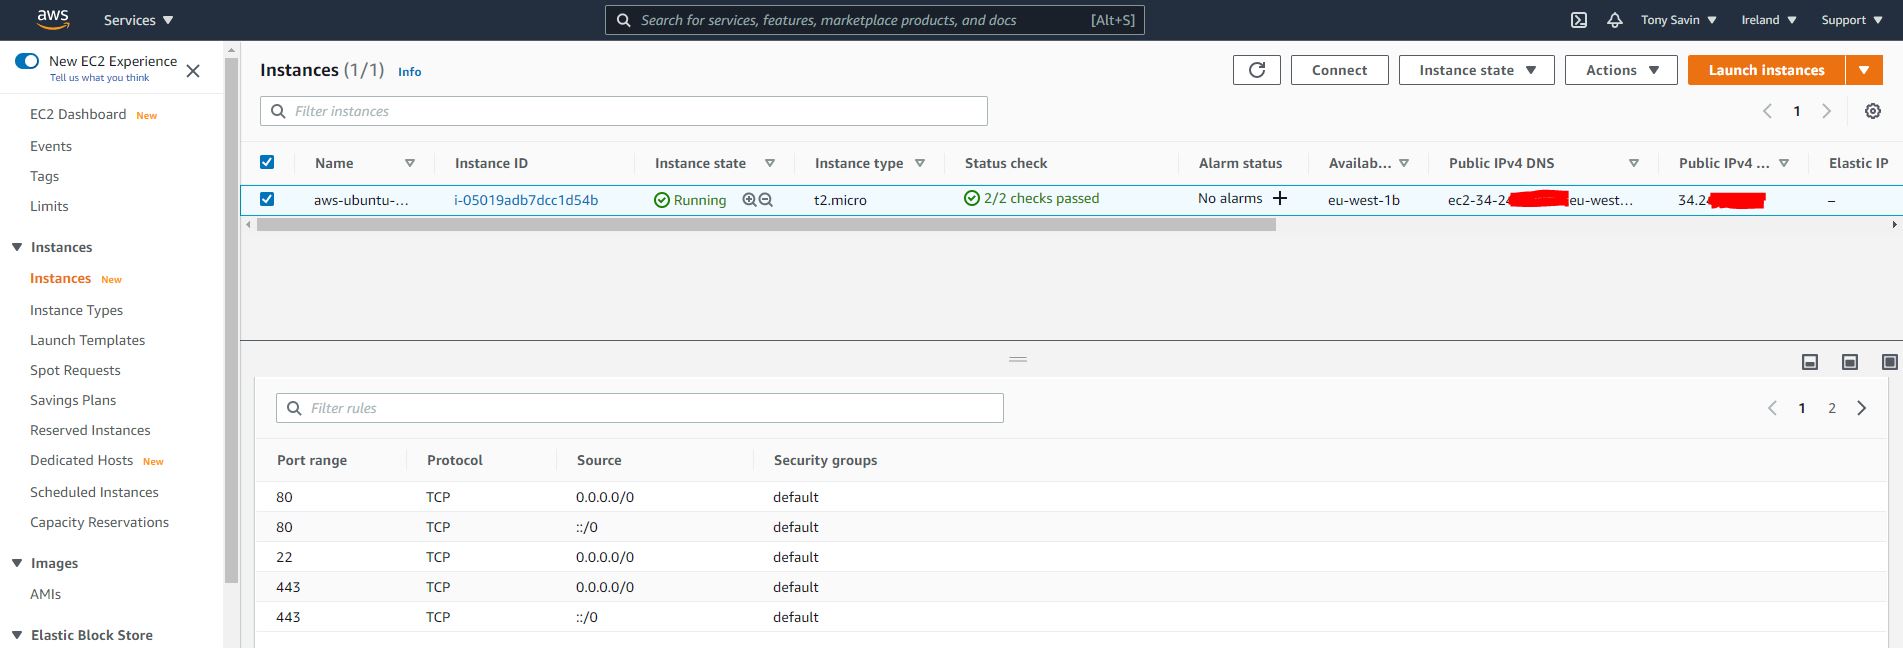 aws Services Search for services, features, marketplace products, and docs [Alt+S] Tony Savin Ireland Support
New EC2 Experience
Tell us what you think
EC2 Dashboard New
Events
Tags
Limits
Instances
Instances New
Instance Types
Launch Templates
Spot Requests
Savings Plans
Reserved Instances
Dedicated Hosts New
Scheduled Instances
Capacity Reservations
Images
AMIs
Elastic Block Store
Instances (1/1) Info Connect Instance state Actions Launch instances
Filter instances 1
Name Instance ID Instance state Instance type Status check Alarm status Availab... Public IPv4 DNS Public IPv4 ... Elastic IP
aws-ubuntu-... i-05019adb7dcc1d54b Running t2.micro 2/2 checks passed No alarms + eu-west-1b ec2-34-2 eu-west... 34.2 –
Filter rules 1 2
Port range Protocol Source Security groups
80 TCP 0.0.0.0/0 default
80 TCP ::/0 default
22 TCP 0.0.0.0/0 default
443 TCP 0.0.0.0/0 default
443 TCP ::/0 default